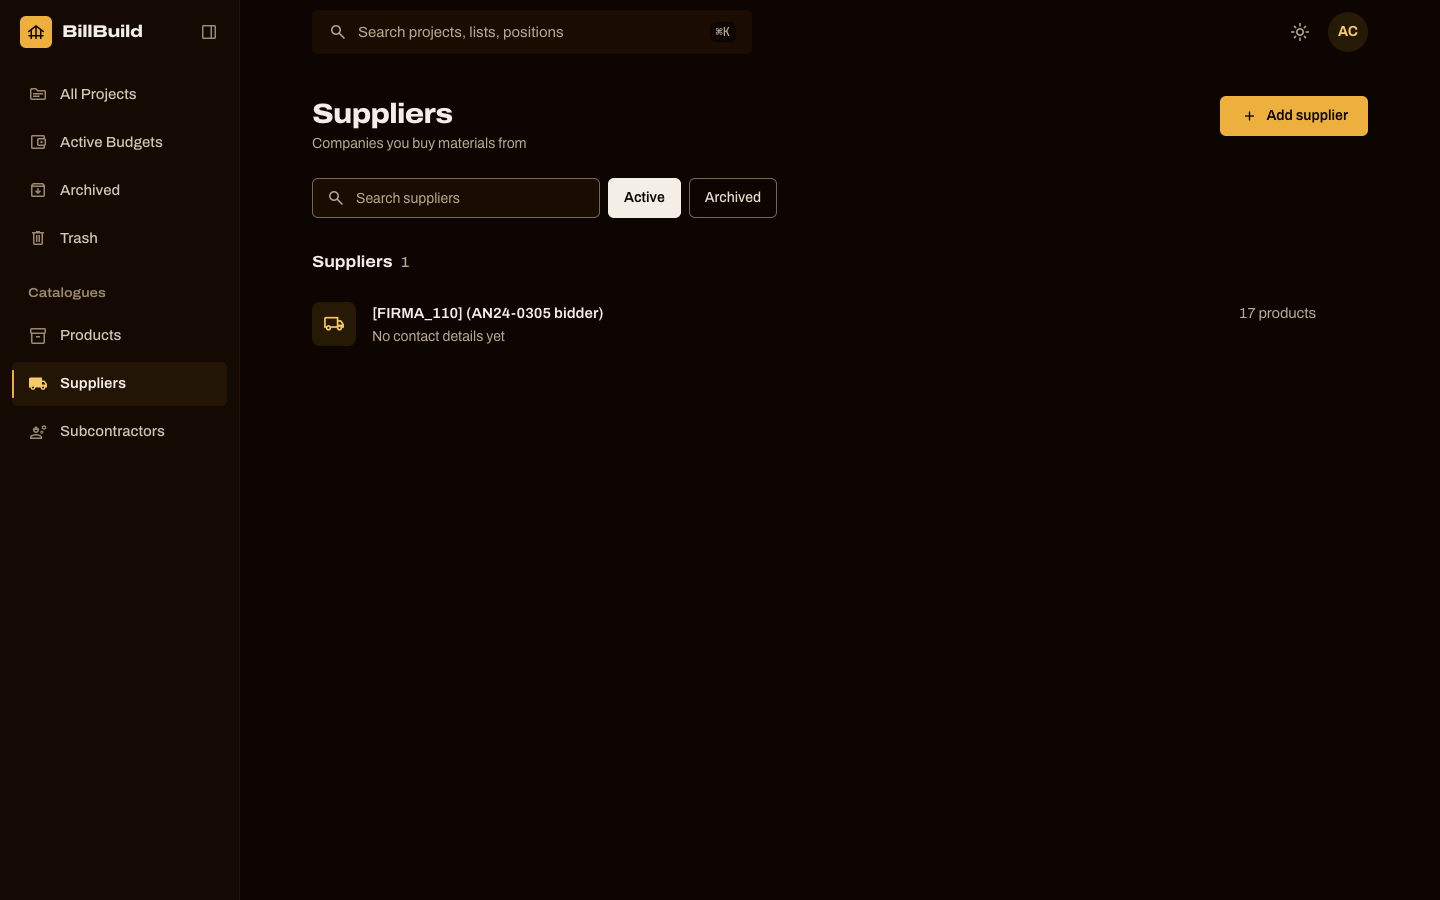 BillBuild
Search projects, lists, positions
⌘K
AC
All Projects
Active Budgets
Archived
Trash
Catalogues
Products
Suppliers
Subcontractors
Suppliers
Companies you buy materials from
+ Add supplier
Search suppliers
Active
Archived
Suppliers 1
[FIRMA_110] (AN24-0305 bidder)
17 products
No contact details yet